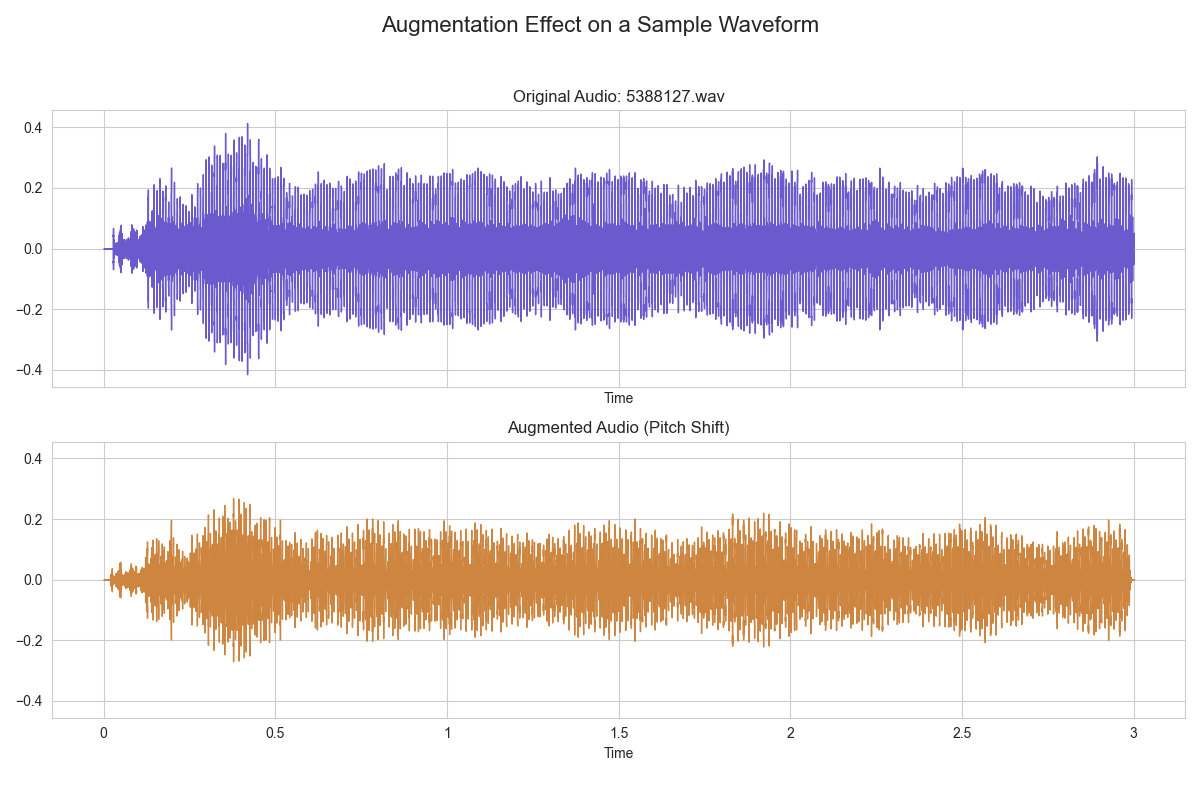 Augmentation Effect on a Sample Waveform
Original Audio: 5388127.wav
0.4
0.2
0.0
−0.2
−0.4
Time
Augmented Audio (Pitch Shift)
0.4
0.2
0.0
−0.2
−0.4
0 0.5 1 1.5 2 2.5 3
Time